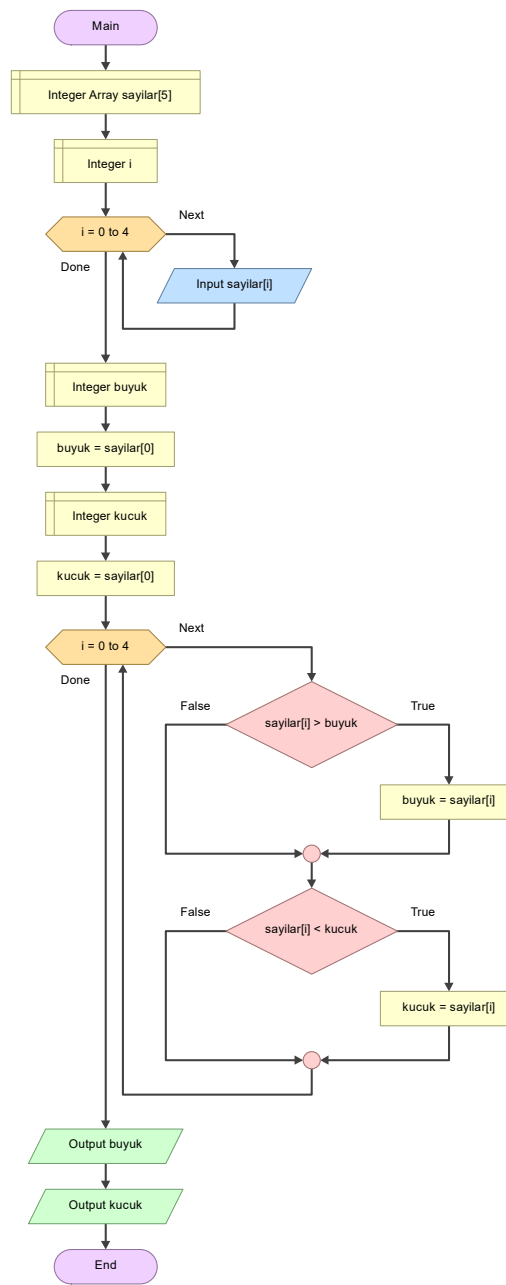 Main
Integer Array sayilar[5]
Integer i
i = 0 to 4
Next
Done
Input sayilar[i]
Integer buyuk
buyuk = sayilar[0]
Integer kucuk
kucuk = sayilar[0]
i = 0 to 4
Next
Done
False
sayilar[i] > buyuk
True
buyuk = sayilar[i]
False
sayilar[i] < kucuk
True
kucuk = sayilar[i]
Output buyuk
Output kucuk
End